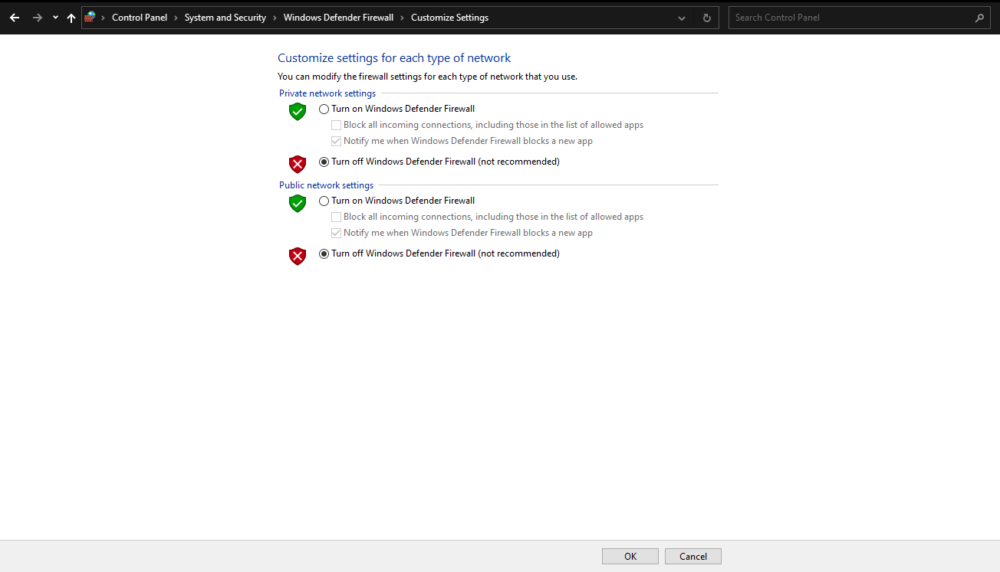 Control Panel > System and Security > Windows Defender Firewall > Customize Settings
Search Control Panel
Customize settings for each type of network
You can modify the firewall settings for each type of network that you use.
Private network settings
Turn on Windows Defender Firewall
Block all incoming connections, including those in the list of allowed apps
Notify me when Windows Defender Firewall blocks a new app
Turn off Windows Defender Firewall (not recommended)
Public network settings
Turn on Windows Defender Firewall
Block all incoming connections, including those in the list of allowed apps
Notify me when Windows Defender Firewall blocks a new app
Turn off Windows Defender Firewall (not recommended)
OK Cancel